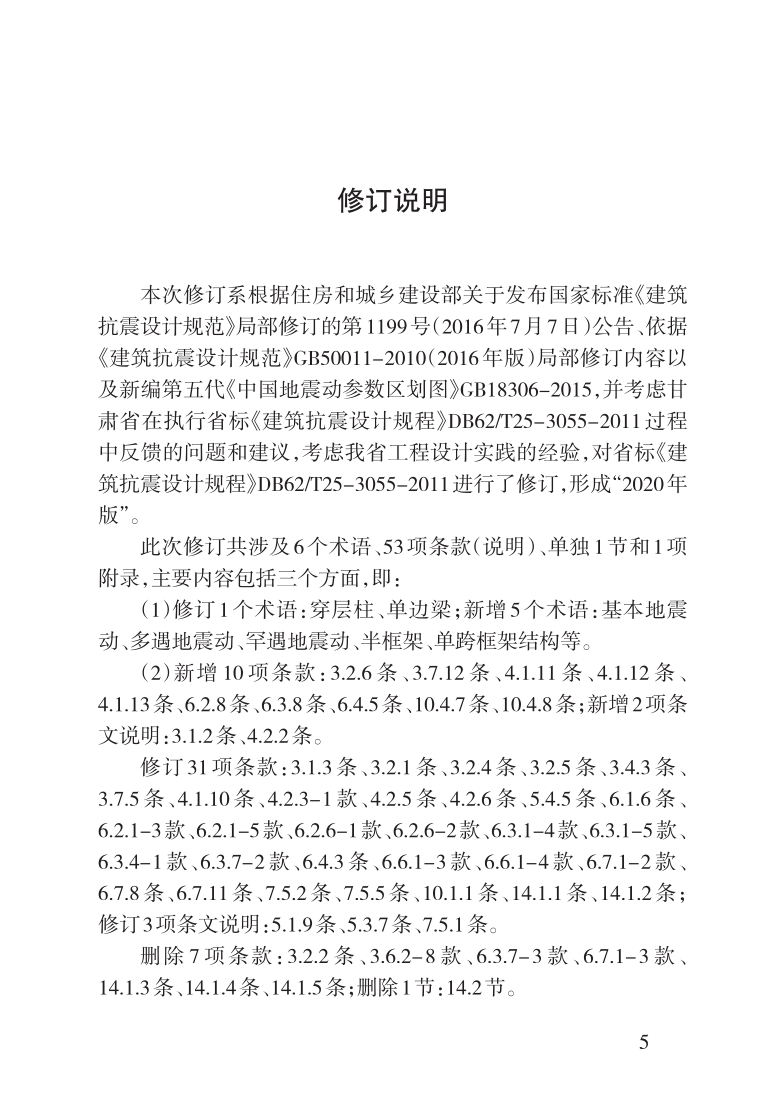 修订说明
本次修订系根据住房和城乡建设部关于发布国家标准《建筑
抗震设计规范》局部修订的第1199号(2016年7月7日)公告、依据
《建筑抗震设计规范》GB50011-2010(2016年版)局部修订内容以
及新编第五代《中国地震动参数区划图》GB18306-2015,并考虑甘
肃省在执行省标《建筑抗震设计规程》DB62/T25-3055-2011过程
中反馈的问题和建议,考虑我省工程设计实践的经验,对省标《建
筑抗震设计规程》DB62/T25-3055-2011进行了修订,形成“2020年
版”。
此次修订共涉及6个术语、53项条款(说明)、单独1节和1项
附录,主要内容包括三个方面,即:
(1)修订1个术语:穿层柱、单边梁;新增5个术语:基本地震
动、多遇地震动、罕遇地震动、半框架、单跨框架结构等。
(2)新增10项条款:3.2.6条、3.7.12条、4.1.11条、4.1.12条、
4.1.13条、6.2.8条、6.3.8条、6.4.5条、10.4.7条、10.4.8条;新增2项条
文说明:3.1.2条、4.2.2条。
修订31项条款:3.1.3条、3.2.1条、3.2.4条、3.2.5条、3.4.3条、
3.7.5条、4.1.10条、4.2.3-1款、4.2.5条、4.2.6条、5.4.5条、6.1.6条、
6.2.1-3款、6.2.1-5款、6.2.6-1款、6.2.6-2款、6.3.1-4款、6.3.1-5款、
6.3.4-1款、6.3.7-2款、6.4.3条、6.6.1-3款、6.6.1-4款、6.7.1-2款、
6.7.8条、6.7.11条、7.5.2条、7.5.5条、10.1.1条、14.1.1条、14.1.2条;
修订3项条文说明:5.1.9条、5.3.7条、7.5.1条。
删除7项条款:3.2.2条、3.6.2-8款、6.3.7-3款、6.7.1-3款、
14.1.3条、14.1.4条、14.1.5条;删除1节:14.2节。
5